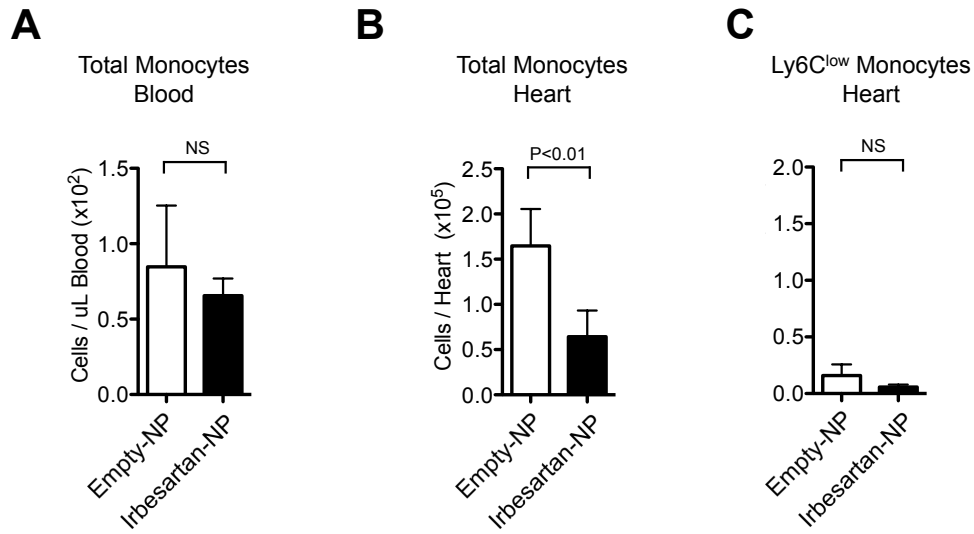 A
Total Monocytes
Blood
NS
Cells / uL Blood (x10²)
1.5
1.0
0.5
0.0
Empty-NP
Irbesartan-NP
B
Total Monocytes
Heart
P<0.01
Cells / Heart (x10⁵)
2.5
2.0
1.5
1.0
0.5
0.0
Empty-NP
Irbesartan-NP
C
Ly6Cˡᵒʷ Monocytes
Heart
NS
2.0
1.5
1.0
0.5
0.0
Empty-NP
Irbesartan-NP